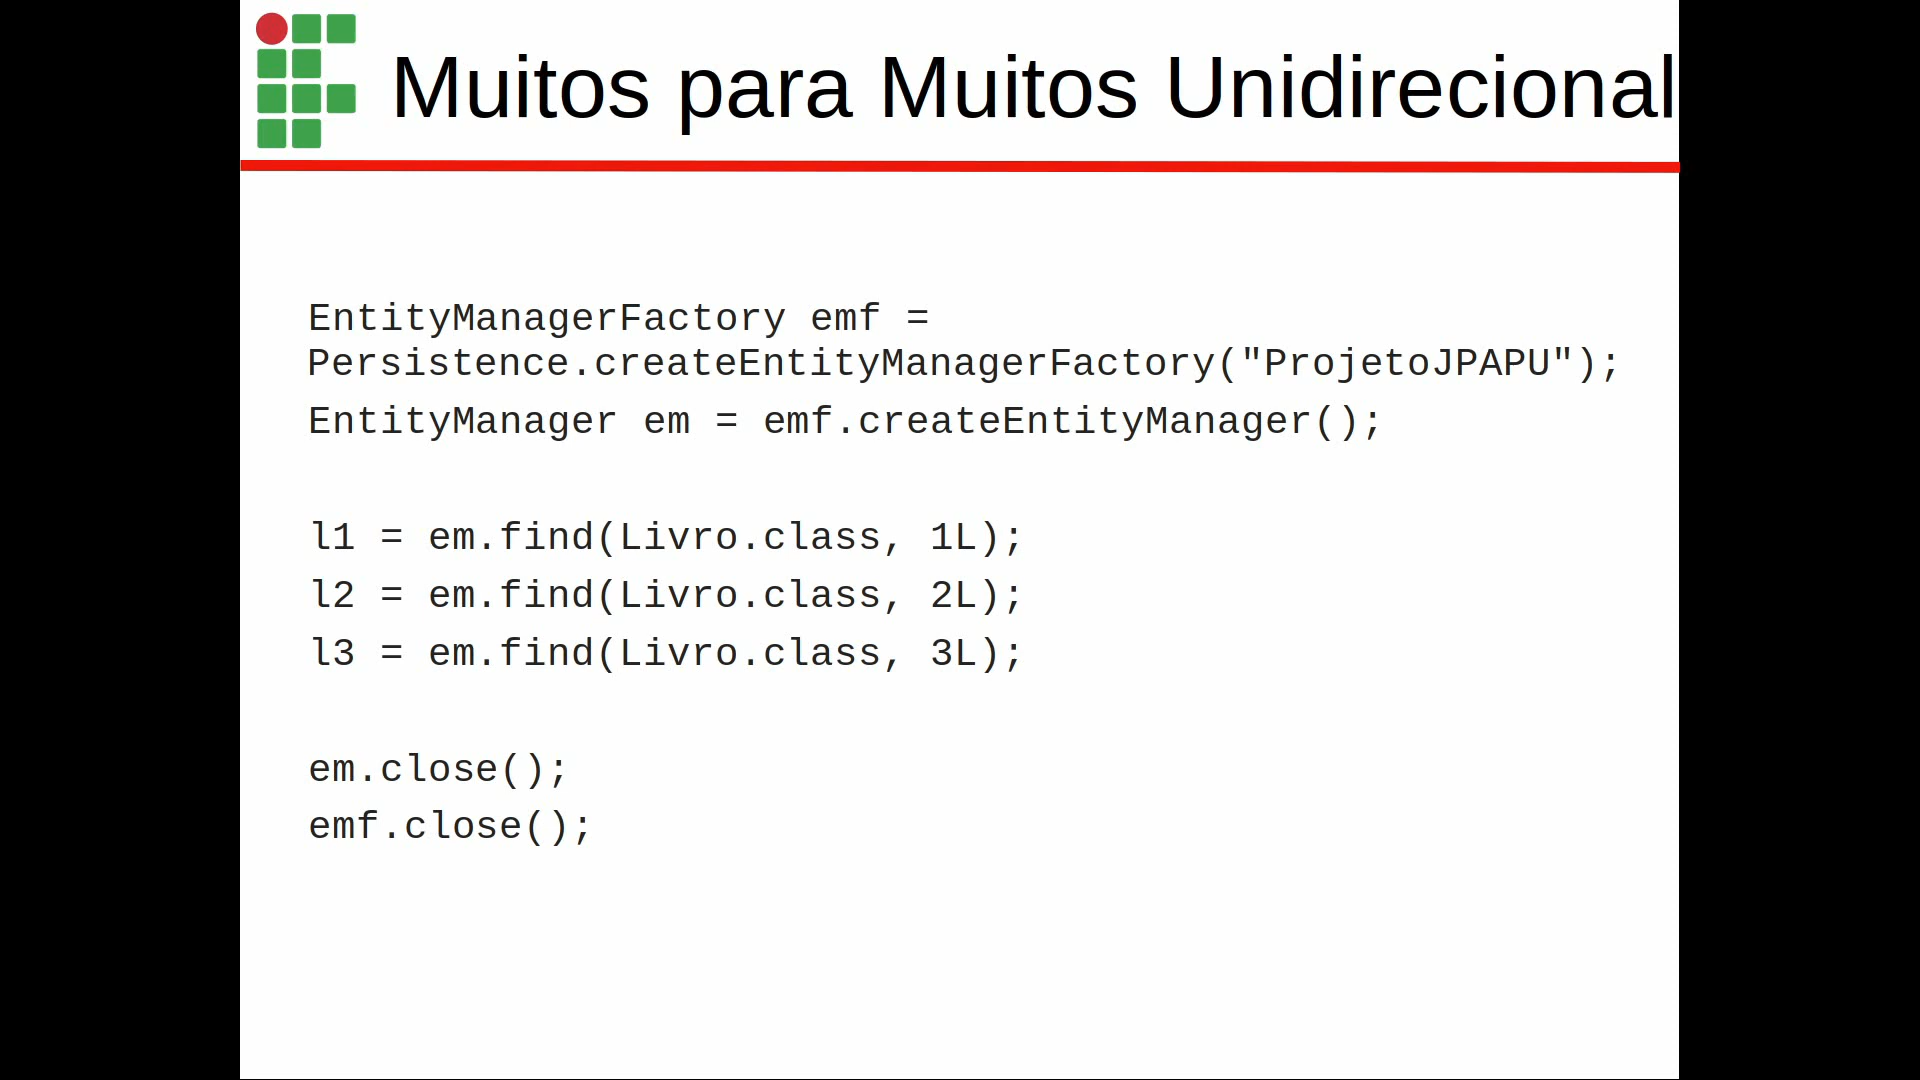 Muitos para Muitos Unidirecional
EntityManagerFactory emf =
Persistence.createEntityManagerFactory("ProjetoJPAPU");
EntityManager em = emf.createEntityManager();
l1 = em.find(Livro.class, 1L);
l2 = em.find(Livro.class, 2L);
l3 = em.find(Livro.class, 3L);
em.close();
emf.close();